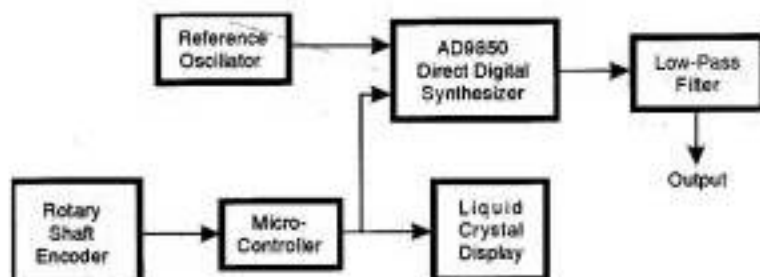 Reference
Oscillator
AD9850
Direct Digital
Synthesizer
Low-Pass
Filter
Output
Rotary
Shaft
Encoder
Micro-
Controller
Liquid
Crystal
Display